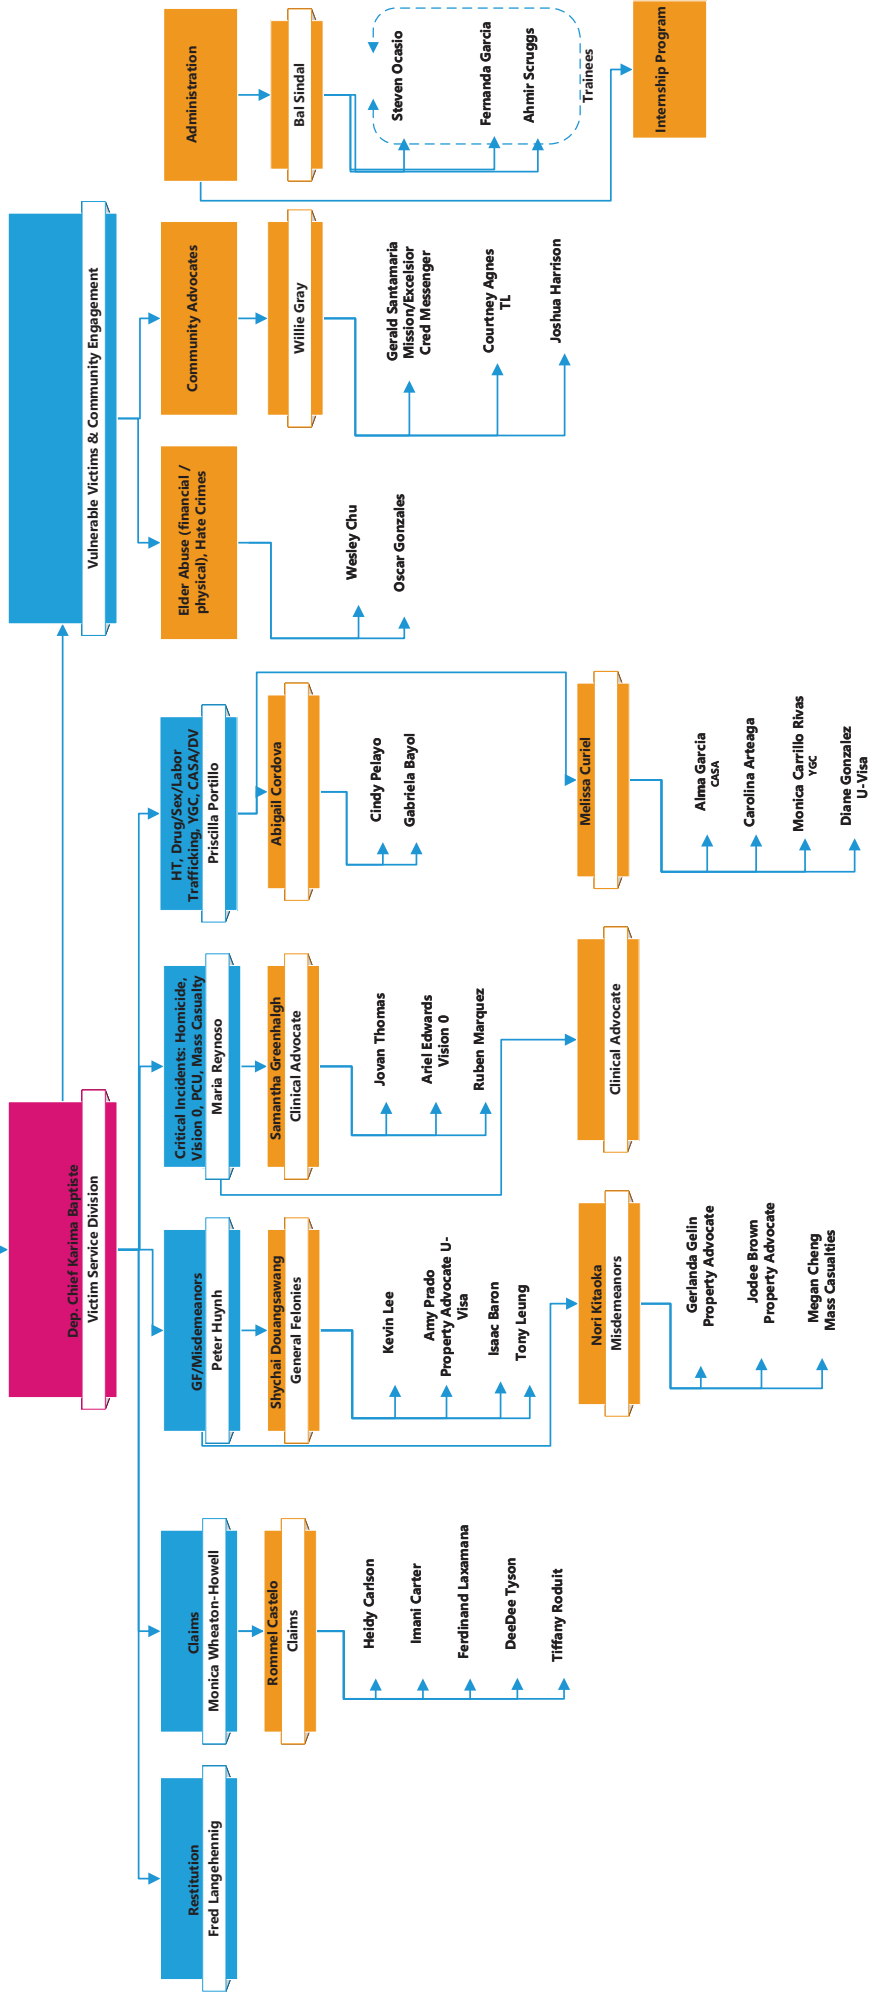 Dep. Chief Karima Baptiste
Victim Service Division
Vulnerable Victims & Community Engagement
Restitution
Fred Langehennig
Claims
Monica Wheaton-Howell
Rommel Castelo
Claims
Heidy Carlson
Imani Carter
Ferdinand Laxamana
DeeDee Tyson
Tiffany Roduit
GF/Misdemeanors
Peter Huynh
Shychai Douangsawang
General Felonies
Kevin Lee
Amy Prado
Property Advocate U-
Visa
Isaac Baron
Tony Leung
Nori Kitaoka
Misdemeanors
Gerlanda Gelin
Property Advocate
Jodee Brown
Property Advocate
Megan Cheng
Mass Casualties
Critical Incidents: Homicide,
Vision 0, PCU, Mass Casualty
Maria Reynoso
Samantha Greenhalgh
Clinical Advocate
Jovan Thomas
Ariel Edwards
Vision 0
Ruben Marquez
Clinical Advocate
HT, Drug/Sex/Labor
Trafficking, YGC, CASA/DV
Priscilla Portillo
Abigail Cordova
Cindy Pelayo
Gabriela Bayol
Melissa Curiel
Alma Garcia
CASA
Carolina Arteaga
Monica Carrillo Rivas
YGC
Diane Gonzalez
U-Visa
Elder Abuse (financial /
physical), Hate Crimes
Wesley Chu
Oscar Gonzales
Community Advocates
Willie Gray
Gerald Santamaria
Mission/Excelsior
Cred Messenger
Courtney Agnes
TL
Joshua Harrison
Administration
Bal Sindal
Steven Ocasio
Fernanda Garcia
Ahmir Scruggs
Trainees
Internship Program